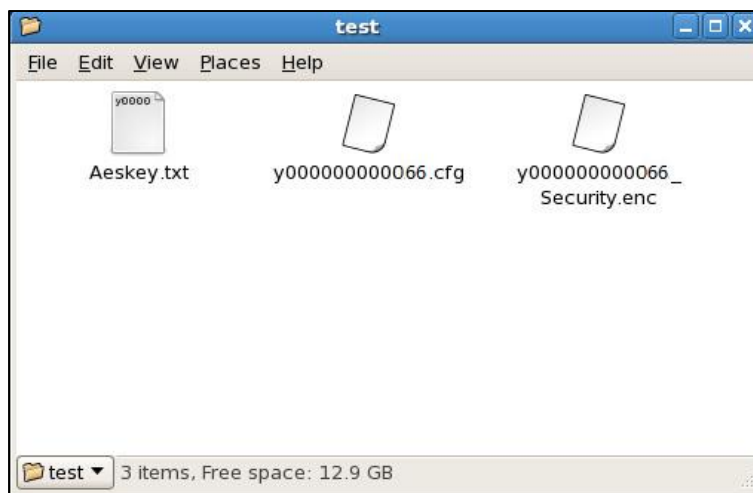 test
File Edit View Places Help
y0000
Aeskey.txt
y000000000066.cfg
y000000000066_
Security.enc
test 3 items, Free space: 12.9 GB